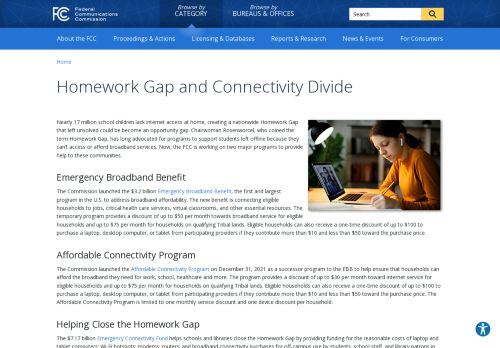 FCC Federal Communications Commission
Browse by CATEGORY
Browse by BUREAUS & OFFICES
Search
About the FCC Proceedings & Actions Licensing & Databases Reports & Research News & Events For Consumers
Home
Homework Gap and Connectivity Divide
Nearly 17 million school children lack internet access at home, creating a nationwide Homework Gap
that left unsolved could be become an opportunity gap. Chairwoman Rosenworcel, who coined the
term Homework Gap, has long advocated for programs to support students left offline because they
can't access or afford broadband services. Now, the FCC is working on two major programs to provide
help to these communities.
Emergency Broadband Benefit
The Commission launched the $3.2 billion Emergency Broadband Benefit, the first and largest
program in the U.S. to address broadband affordability. The new benefit is connecting eligible
households to jobs, critical health care services, virtual classrooms, and other essential resources. The
temporary program provides a discount of up to $50 per month towards broadband service for eligible
households and up to $75 per month for households on qualifying Tribal lands. Eligible households can also receive a one-time discount of up to $100 to
purchase a laptop, desktop computer, or tablet from participating providers if they contribute more than $10 and less than $50 toward the purchase price.
Affordable Connectivity Program
The Commission launched the Affordable Connectivity Program on December 31, 2021 as a successor program to the EBB to help ensure that households can
afford the broadband they need for work, school, healthcare and more. The program provides a discount of up to $30 per month toward internet service for
eligible households and up to $75 per month for households on qualifying Tribal lands. Eligible households can also receive a one-time discount of up to $100
to purchase a laptop, desktop computer, or tablet from participating providers if they contribute more than $10 and less than $50 toward the purchase price. The
Affordable Connectivity Program is limited to one monthly service discount and one device discount per household.
Helping Close the Homework Gap
The $7.17 billion Emergency Connectivity Fund helps schools and libraries close the Homework Gap by providing funding for the reasonable costs of laptop and
tablet computers; Wi-Fi hotspots; modems; routers; and broadband connectivity purchases for off-campus use by students, school staff, and library patrons in